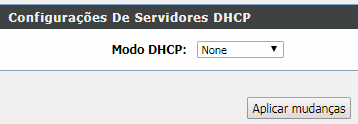 Configurações De Servidores DHCP
Modo DHCP: None
Aplicar mudanças